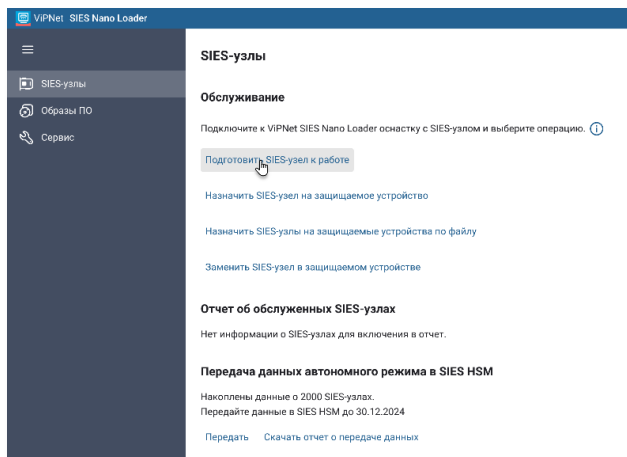 ViPNet SIES Nano Loader
SIES-узлы
SIES-узлы
Образы ПО
Сервис
Обслуживание
Подключите к ViPNet SIES Nano Loader оснастку с SIES-узлом и выберите операцию.
Подготовить SIES-узел к работе
Назначить SIES-узел на защищаемое устройство
Назначить SIES-узлы на защищаемые устройства по файлу
Заменить SIES-узел в защищаемом устройстве
Отчет об обслуженных SIES-узлах
Нет информации о SIES-узлах для включения в отчет.
Передача данных автономного режима в SIES HSM
Накоплены данные о 2000 SIES-узлах.
Передайте данные в SIES HSM до 30.12.2024
Передать Скачать отчет о передаче данных